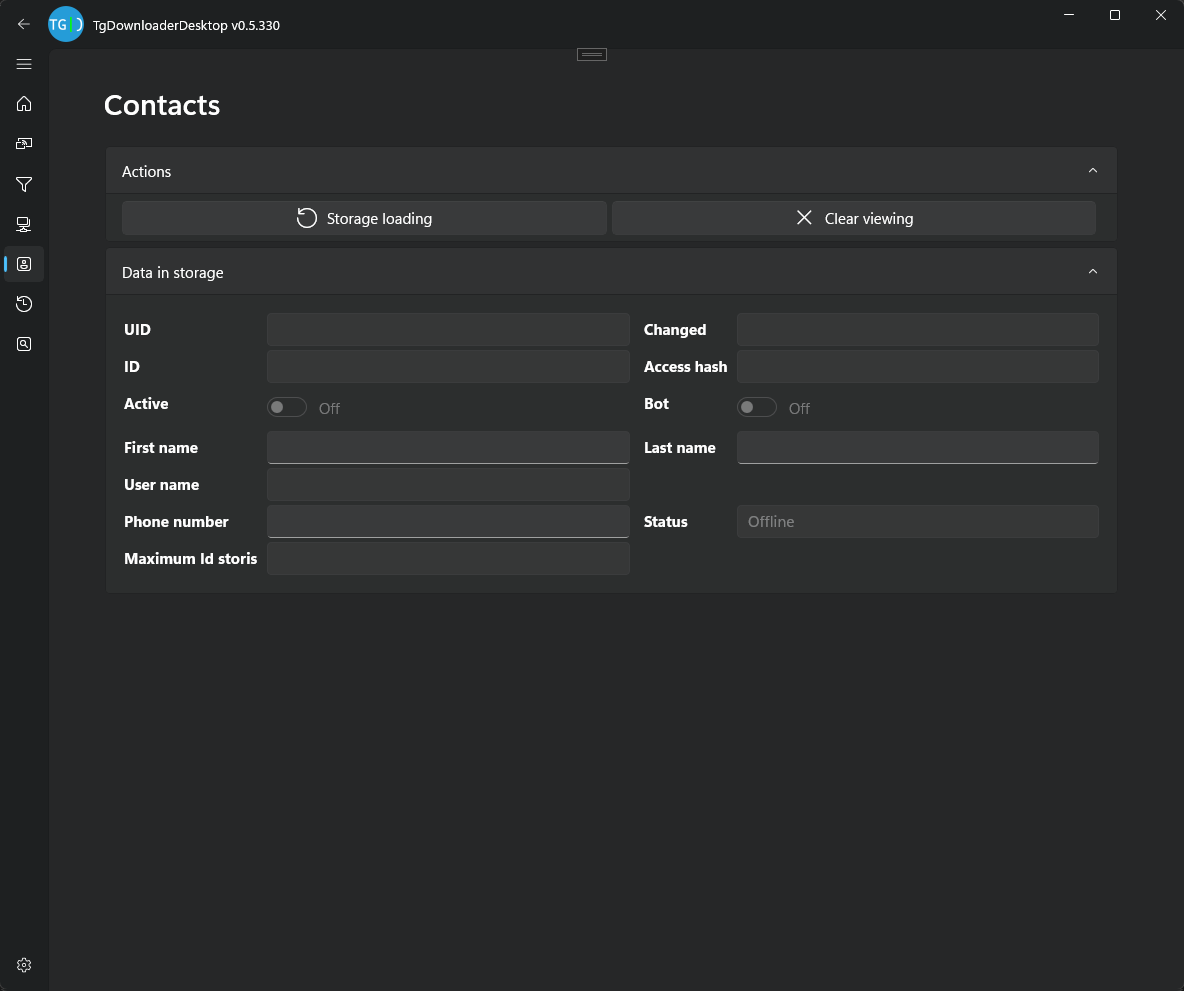 TG D TgDownloaderDesktop v0.5.330
Contacts
Actions
Storage loading Clear viewing
Data in storage
UID Changed
ID Access hash
Active Off Bot Off
First name Last name
User name
Phone number Status Offline
Maximum Id storis